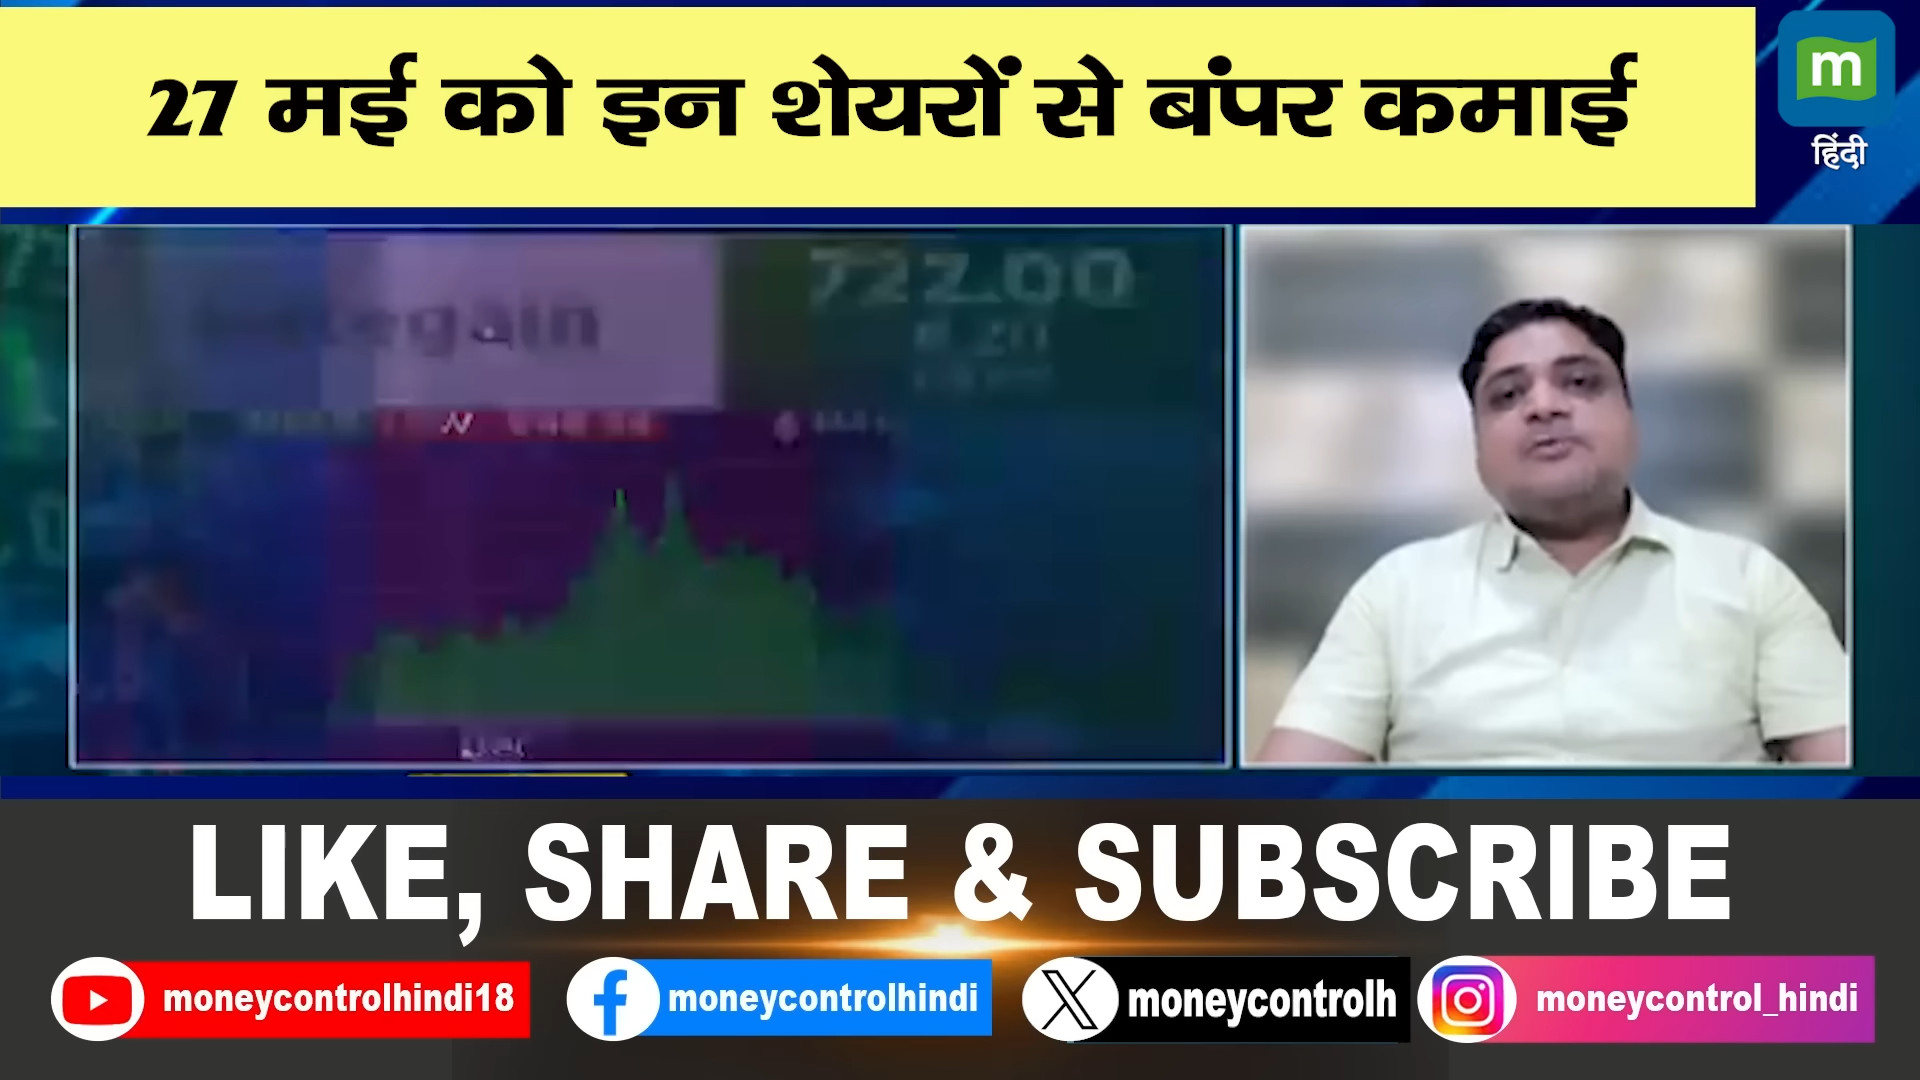 27 मई को इन शेयरों से बंपर कमाई
m
हिंदी
722.00
LIKE, SHARE & SUBSCRIBE
moneycontrolhindi18
moneycontrolhindi
moneycontrolh
moneycontrol_hindi